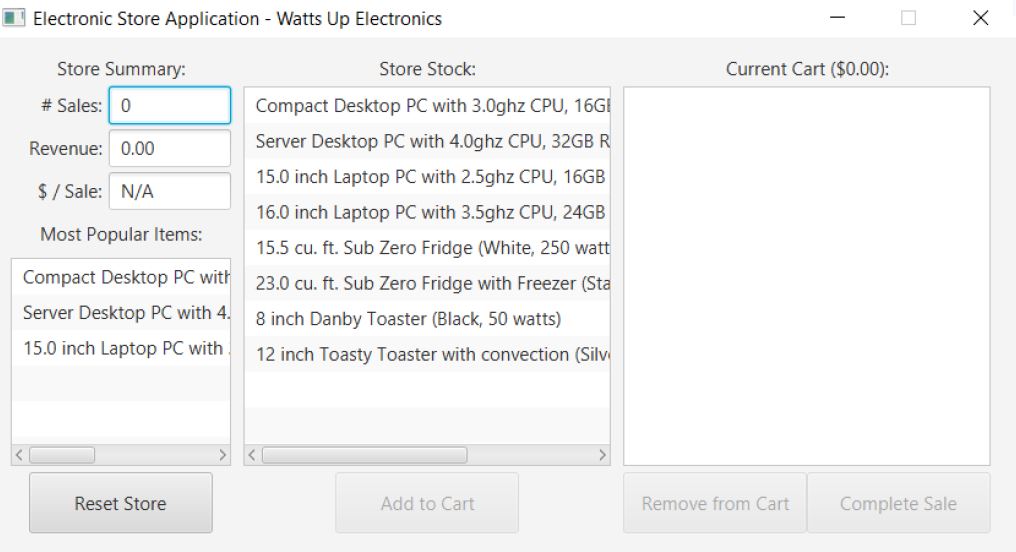 Electronic Store Application - Watts Up Electronics
Store Summary:
# Sales: 0
Revenue: 0.00
$ / Sale: N/A
Most Popular Items:
Compact Desktop PC with
Server Desktop PC with 4.
15.0 inch Laptop PC with
Reset Store
Store Stock:
Compact Desktop PC with 3.0ghz CPU, 16GB
Server Desktop PC with 4.0ghz CPU, 32GB R
15.0 inch Laptop PC with 2.5ghz CPU, 16GB
16.0 inch Laptop PC with 3.5ghz CPU, 24GB
15.5 cu. ft. Sub Zero Fridge (White, 250 watt
23.0 cu. ft. Sub Zero Fridge with Freezer (Sta
8 inch Danby Toaster (Black, 50 watts)
12 inch Toasty Toaster with convection (Silv
Add to Cart
Current Cart ($0.00):
Remove from Cart
Complete Sale